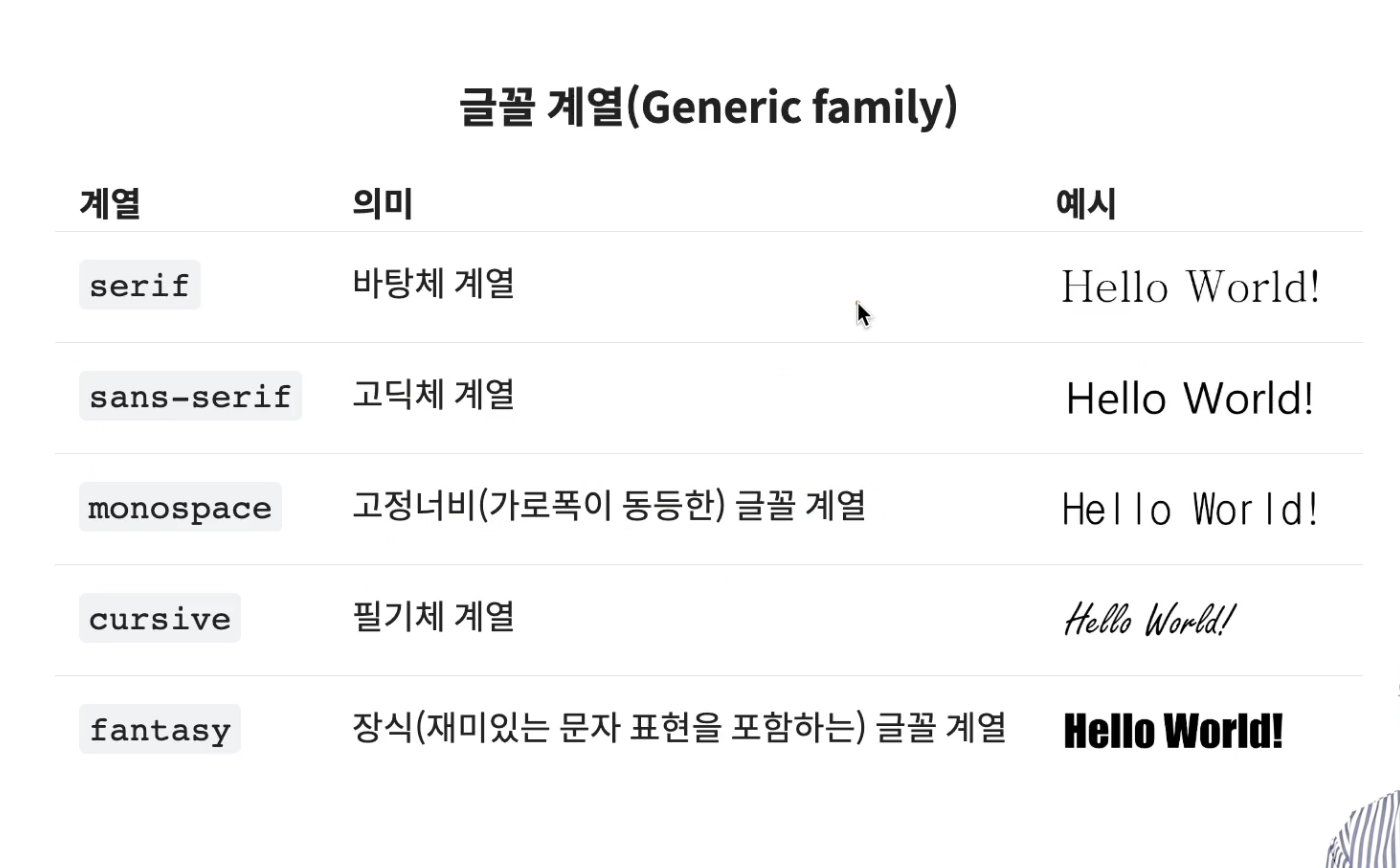 글꼴 계열(Generic family)
계열 의미 예시
serif 바탕체 계열 Hello World!
sans-serif 고딕체 계열 Hello World!
monospace 고정너비(가로폭이 동등한) 글꼴 계열 Hello World!
cursive 필기체 계열 Hello World!
fantasy 장식(재미있는 문자 표현을 포함하는) 글꼴 계열 Hello World!